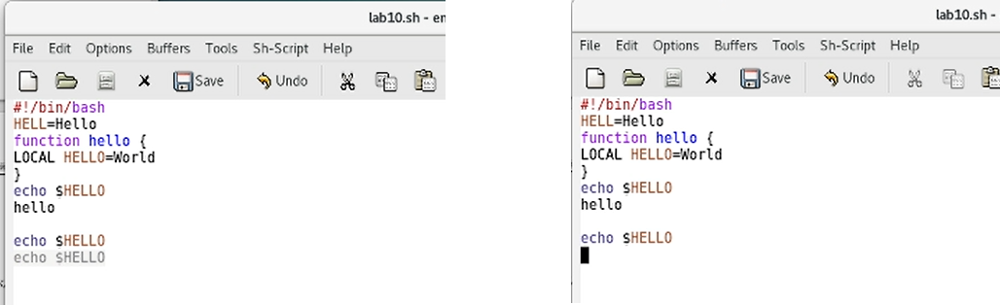 lab10.sh - en
File Edit Options Buffers Tools Sh-Script Help
Save Undo
#!/bin/bash
HELL=Hello
function hello {
LOCAL HELLO=World
}
echo $HELLO
hello
echo $HELLO
echo $HELLO
lab10.sh -
File Edit Options Buffers Tools Sh-Script Help
Save Undo
#!/bin/bash
HELL=Hello
function hello {
LOCAL HELLO=World
}
echo $HELLO
hello
echo $HELLO